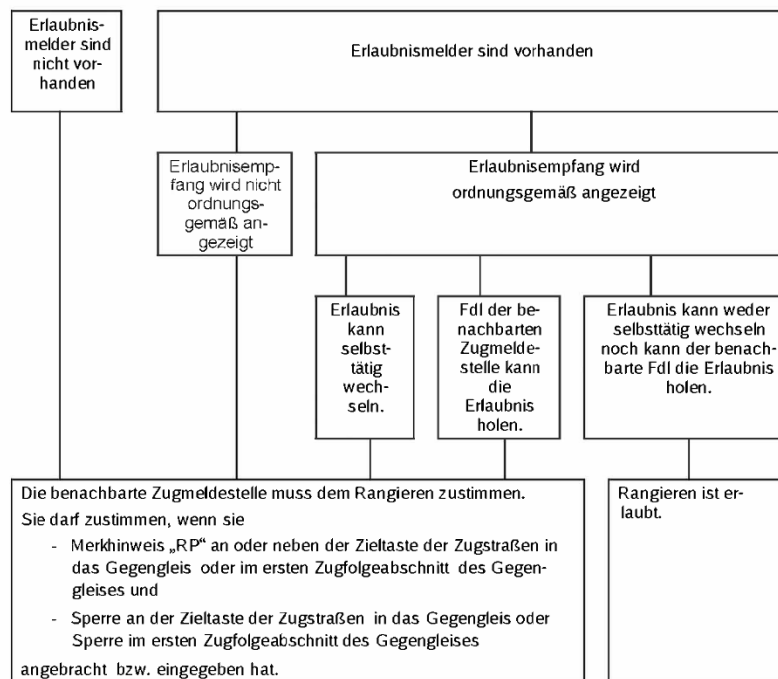 Erlaubnis-
melder sind
nicht vor-
handen
Erlaubnismelder sind vorhanden
Erlaubnisemp-
fang wird nicht
ordnungs-
gemäß an-
gezeigt
Erlaubnisempfang wird
ordnungsgemäß angezeigt
Erlaubnis
kann
selbst-
tätig
wech-
seln.
Fdl der be-
nachbarten
Zugmelde-
stelle kann
die
Erlaubnis
holen.
Erlaubnis kann weder
selbsttätig wechseln
noch kann der benach-
barte Fdl die Erlaubnis
holen.
Die benachbarte Zugmeldestelle muss dem Rangieren zustimmen.
Sie darf zustimmen, wenn sie
- Merkhinweis „RP“ an oder neben der Zieltaste der Zugstraßen in
das Gegengleis oder im ersten Zugfolgeabschnitt des Gegen-
gleises und
- Sperre an der Zieltaste der Zugstraßen in das Gegengleis oder
Sperre im ersten Zugfolgeabschnitt des Gegengleises
angebracht bzw. eingegeben hat.
Rangieren ist er-
laubt.